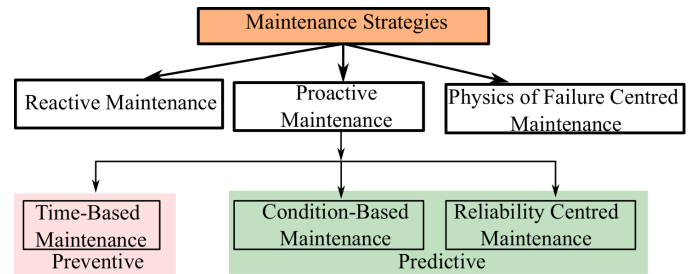 Maintenance Strategies
Reactive Maintenance
Proactive
Maintenance
Physics of Failure Centred
Maintenance
Time-Based
Maintenance
Preventive
Condition-Based
Maintenance
Reliability Centred
Maintenance
Predictive